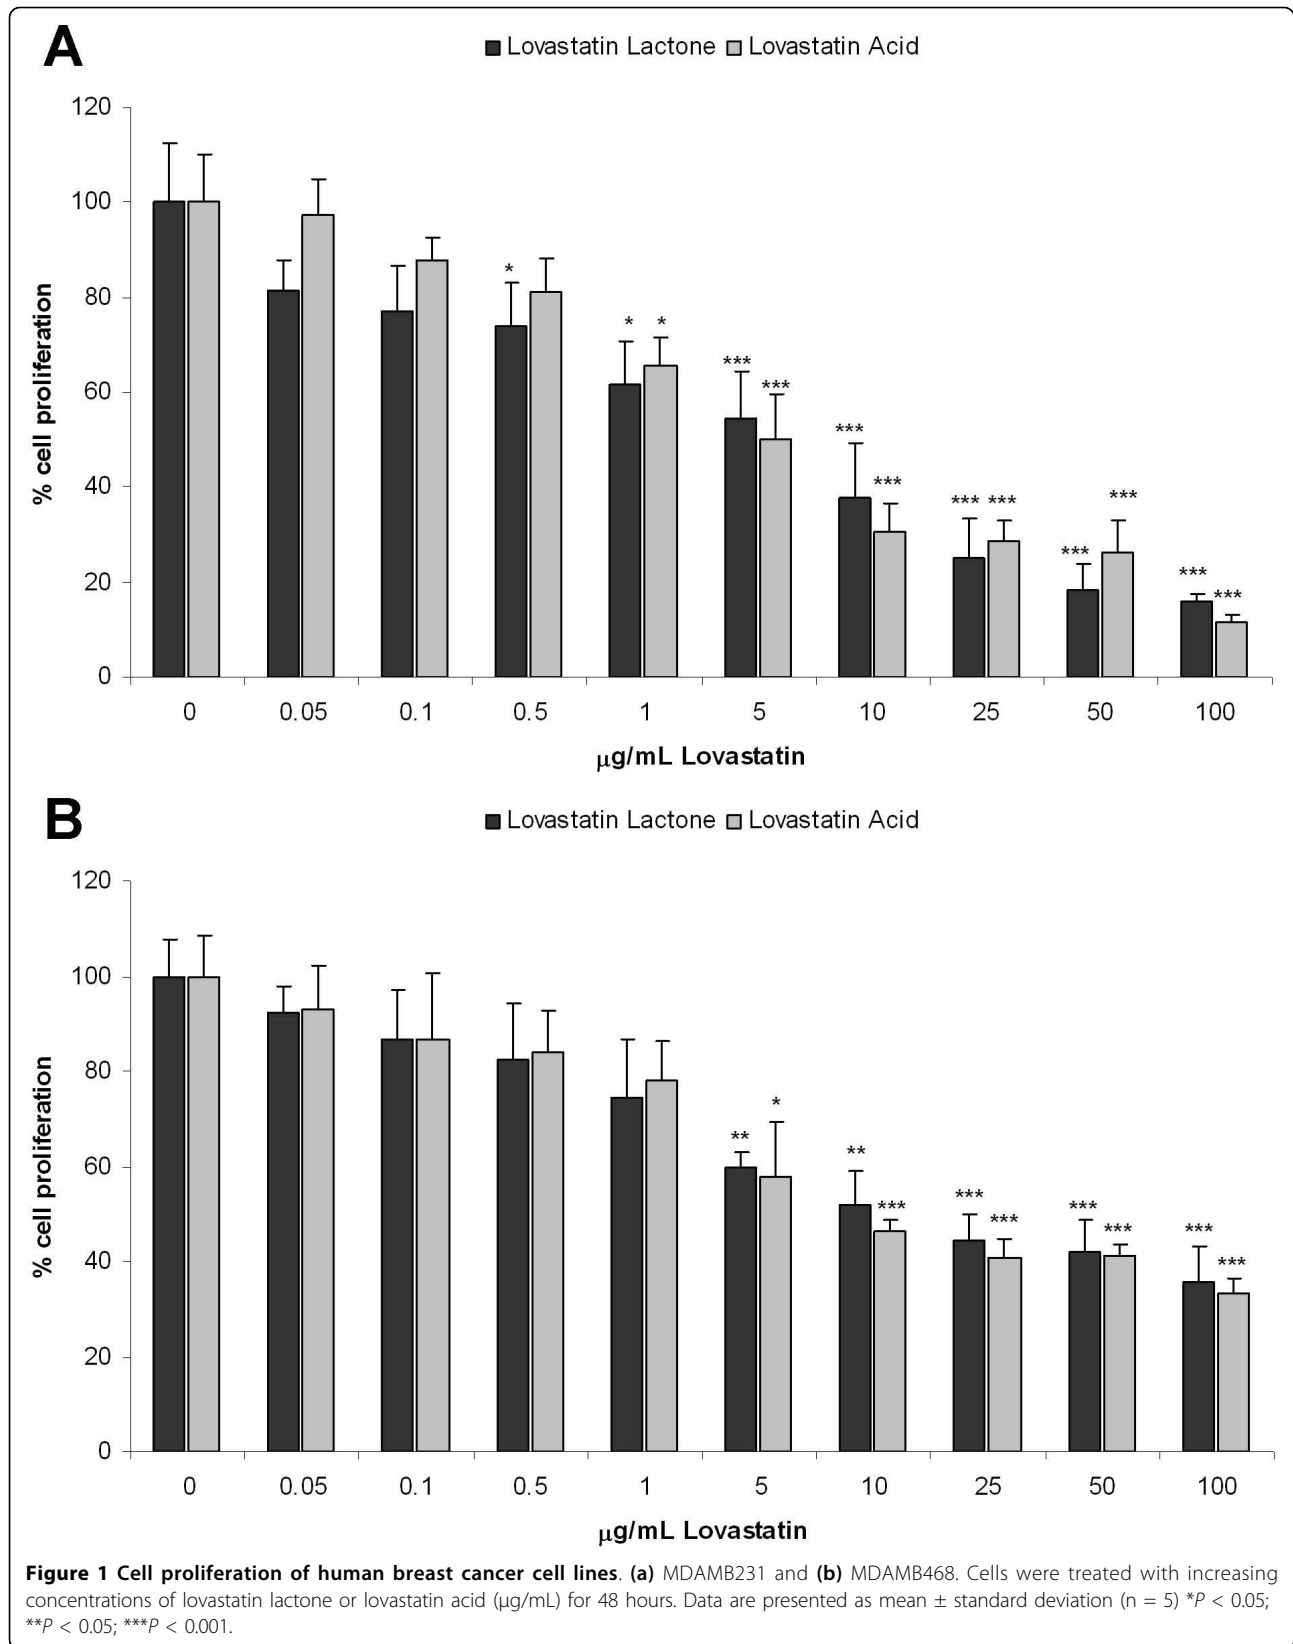 A
Lovastatin Lactone Lovastatin Acid
120
100
80
60
40
20
0
% cell proliferation
*
* *
*** ***
*** ***
*** ***
*** ***
*** ***
0 0.05 0.1 0.5 1 5 10 25 50 100
µg/mL Lovastatin
B
Lovastatin Lactone Lovastatin Acid
120
100
80
60
40
20
0
% cell proliferation
** *
** ***
*** ***
*** ***
*** ***
0 0.05 0.1 0.5 1 5 10 25 50 100
µg/mL Lovastatin
Figure 1 Cell proliferation of human breast cancer cell lines. (a) MDAMB231 and (b) MDAMB468. Cells were treated with increasing
concentrations of lovastatin lactone or lovastatin acid (µg/mL) for 48 hours. Data are presented as mean ± standard deviation (n = 5) *P < 0.05;
**P < 0.05; ***P < 0.001.